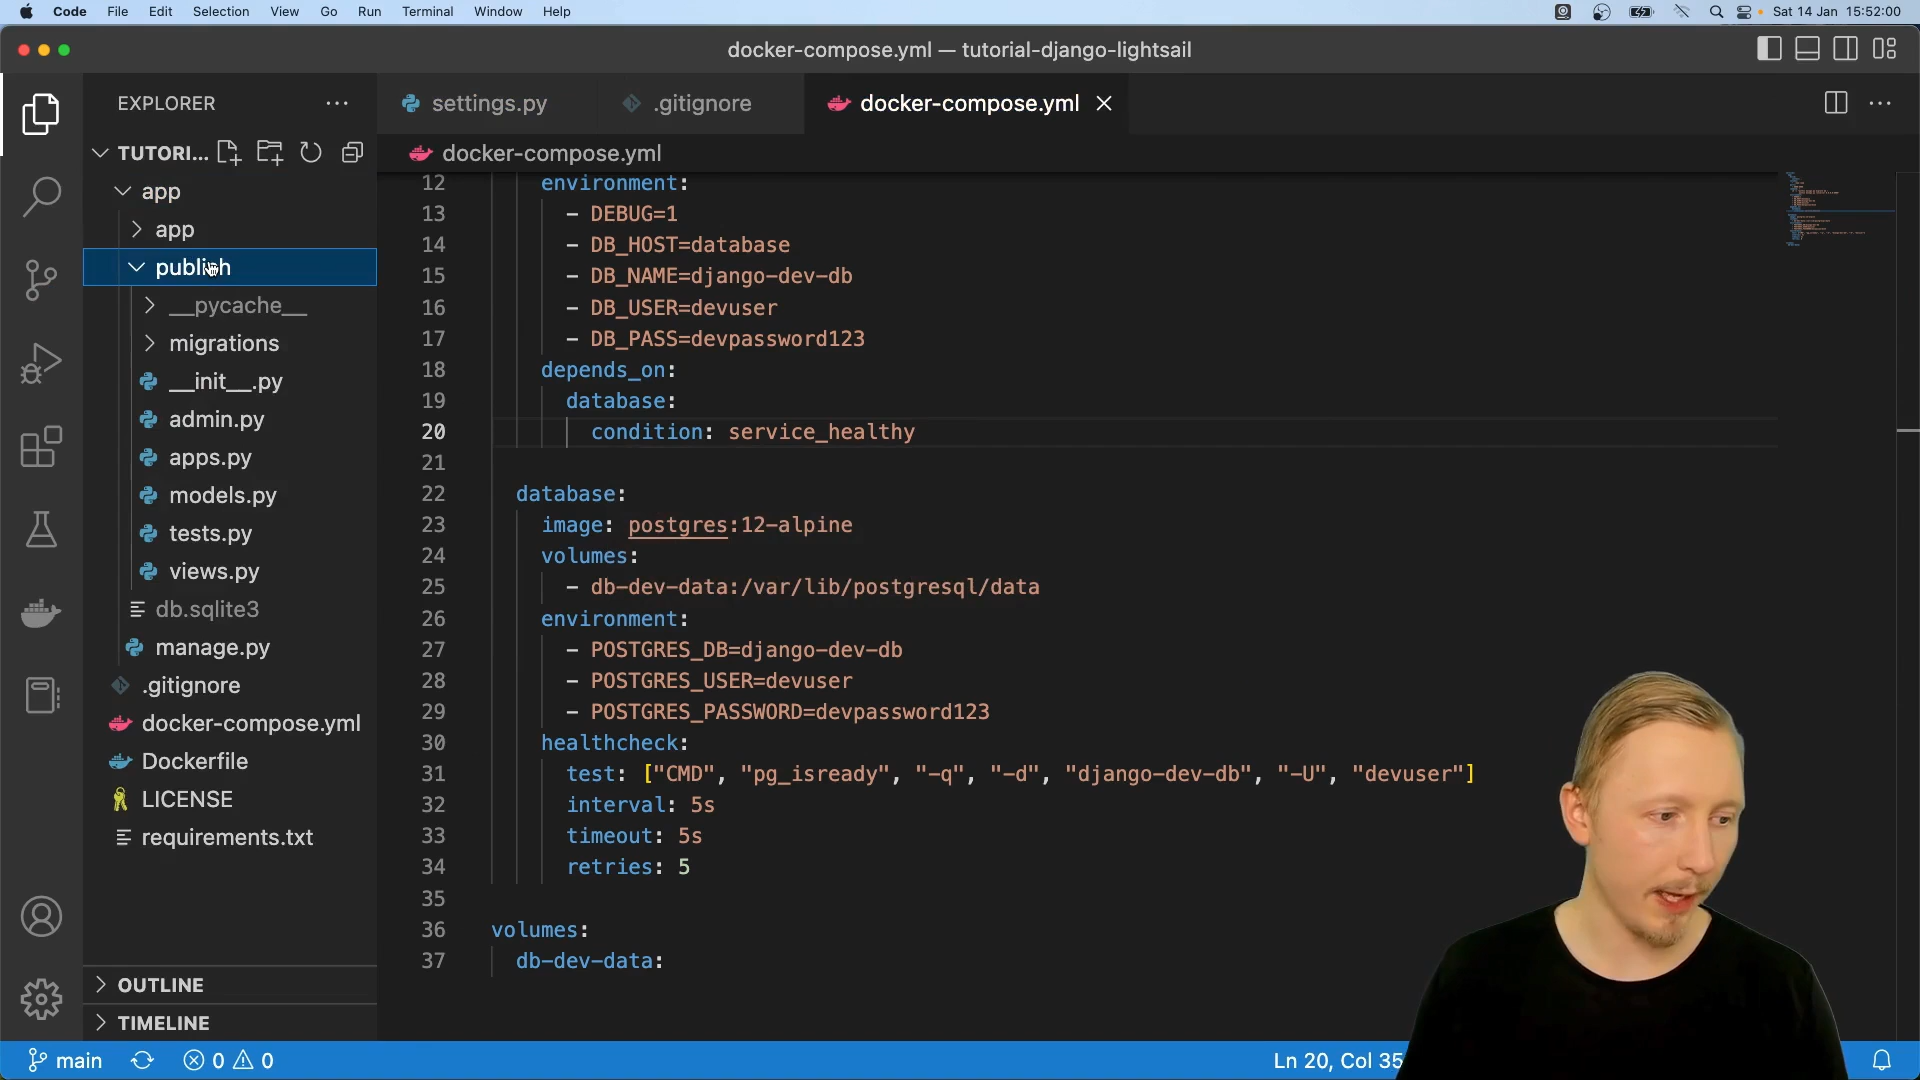 Code File Edit Selection View Go Run Terminal Window Help Sat 14 Jan 15:52:00
docker-compose.yml — tutorial-django-lightsail
EXPLORER
TUTORI...
app
app
publish
__pycache__
migrations
__init__.py
admin.py
apps.py
models.py
tests.py
views.py
db.sqlite3
manage.py
.gitignore
docker-compose.yml
Dockerfile
LICENSE
requirements.txt
OUTLINE
TIMELINE
settings.py .gitignore docker-compose.yml
docker-compose.yml
12 environment:
13 - DEBUG=1
14 - DB_HOST=database
15 - DB_NAME=django-dev-db
16 - DB_USER=devuser
17 - DB_PASS=devpassword123
18 depends_on:
19 database:
20 condition: service_healthy
21
22 database:
23 image: postgres:12-alpine
24 volumes:
25 - db-dev-data:/var/lib/postgresql/data
26 environment:
27 - POSTGRES_DB=django-dev-db
28 - POSTGRES_USER=devuser
29 - POSTGRES_PASSWORD=devpassword123
30 healthcheck:
31 test: ["CMD", "pg_isready", "-q", "-d", "django-dev-db", "-U", "devuser"]
32 interval: 5s
33 timeout: 5s
34 retries: 5
35
36 volumes:
37 db-dev-data:
main 0 0 Ln 20, Col 35